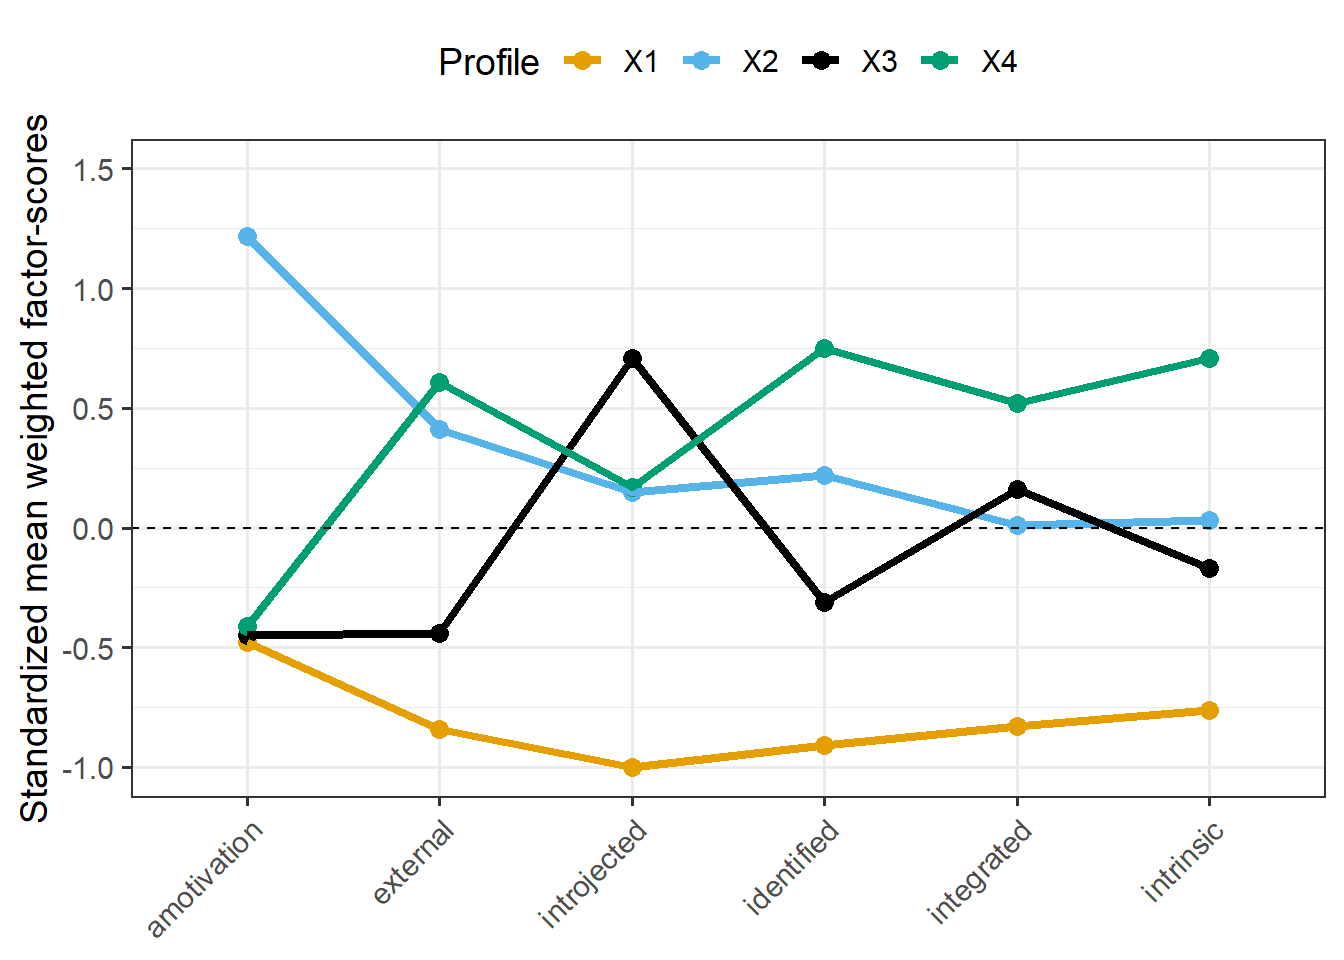 Profile X1 X2 X3 X4
Standardized mean weighted factor-scores
1.5
1.0
0.5
0.0
-0.5
-1.0
amotivation
external
introjected
identified
integrated
intrinsic